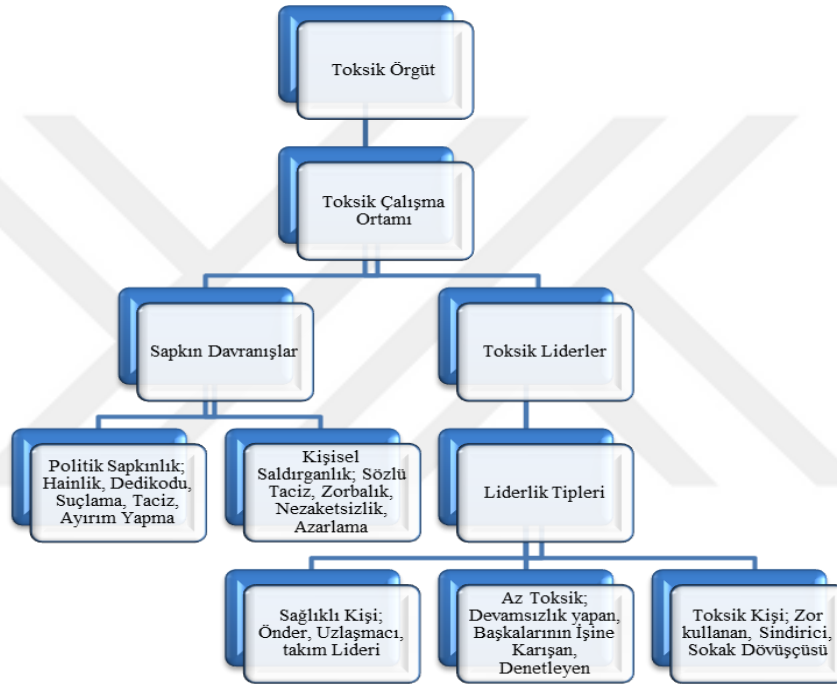 Toksik Örgüt
Toksik Çalışma
Ortamı
Sapkın Davranışlar
Toksik Liderler
Politik Sapkınlık;
Hainlik, Dedikodu,
Suçlama, Taciz,
Ayırım Yapma
Kişisel
Saldırganlık; Sözlü
Taciz, Zorbalık,
Nezaketsizlik,
Azarlama
Liderlik Tipleri
Sağlıklı Kişi;
Önder, Uzlaşmacı,
takım Lideri
Az Toksik;
Devamsızlık yapan,
Başkalarının İşine
Karışan,
Denetleyen
Toksik Kişi; Zor
kullanan, Sindirici,
Sokak Dövüşçüsü